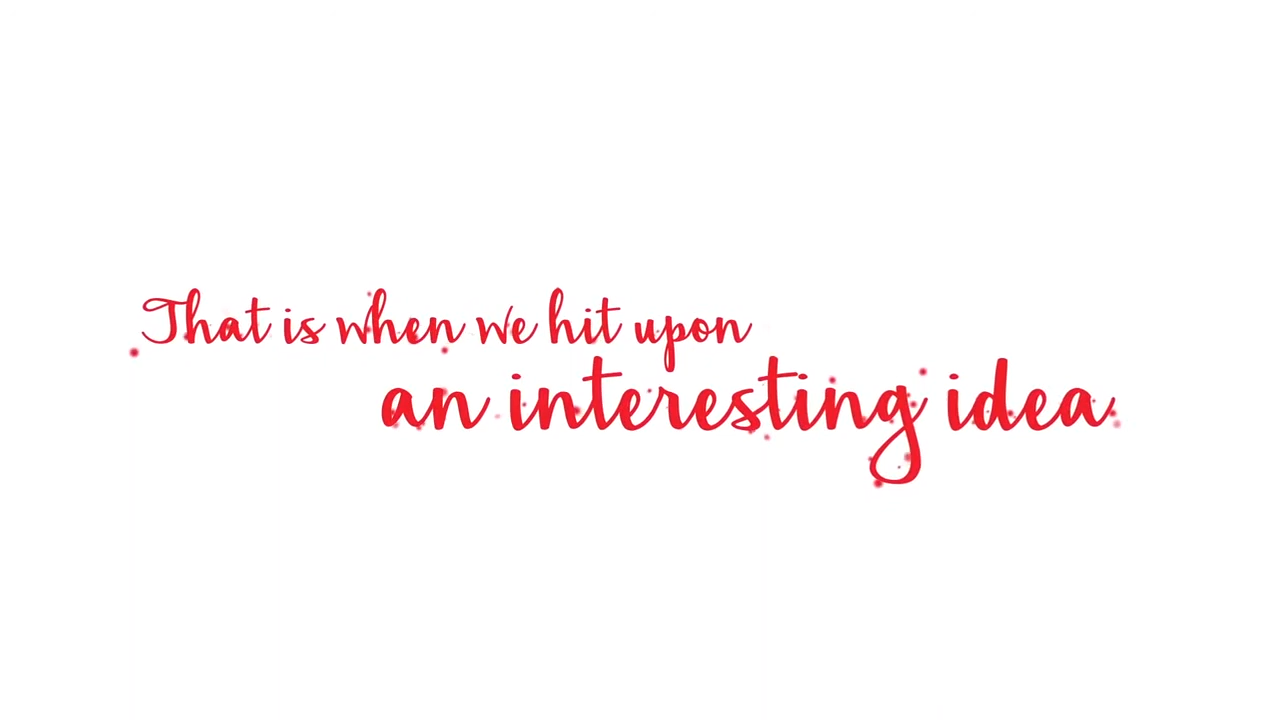 That is when we hit upon
an interesting idea